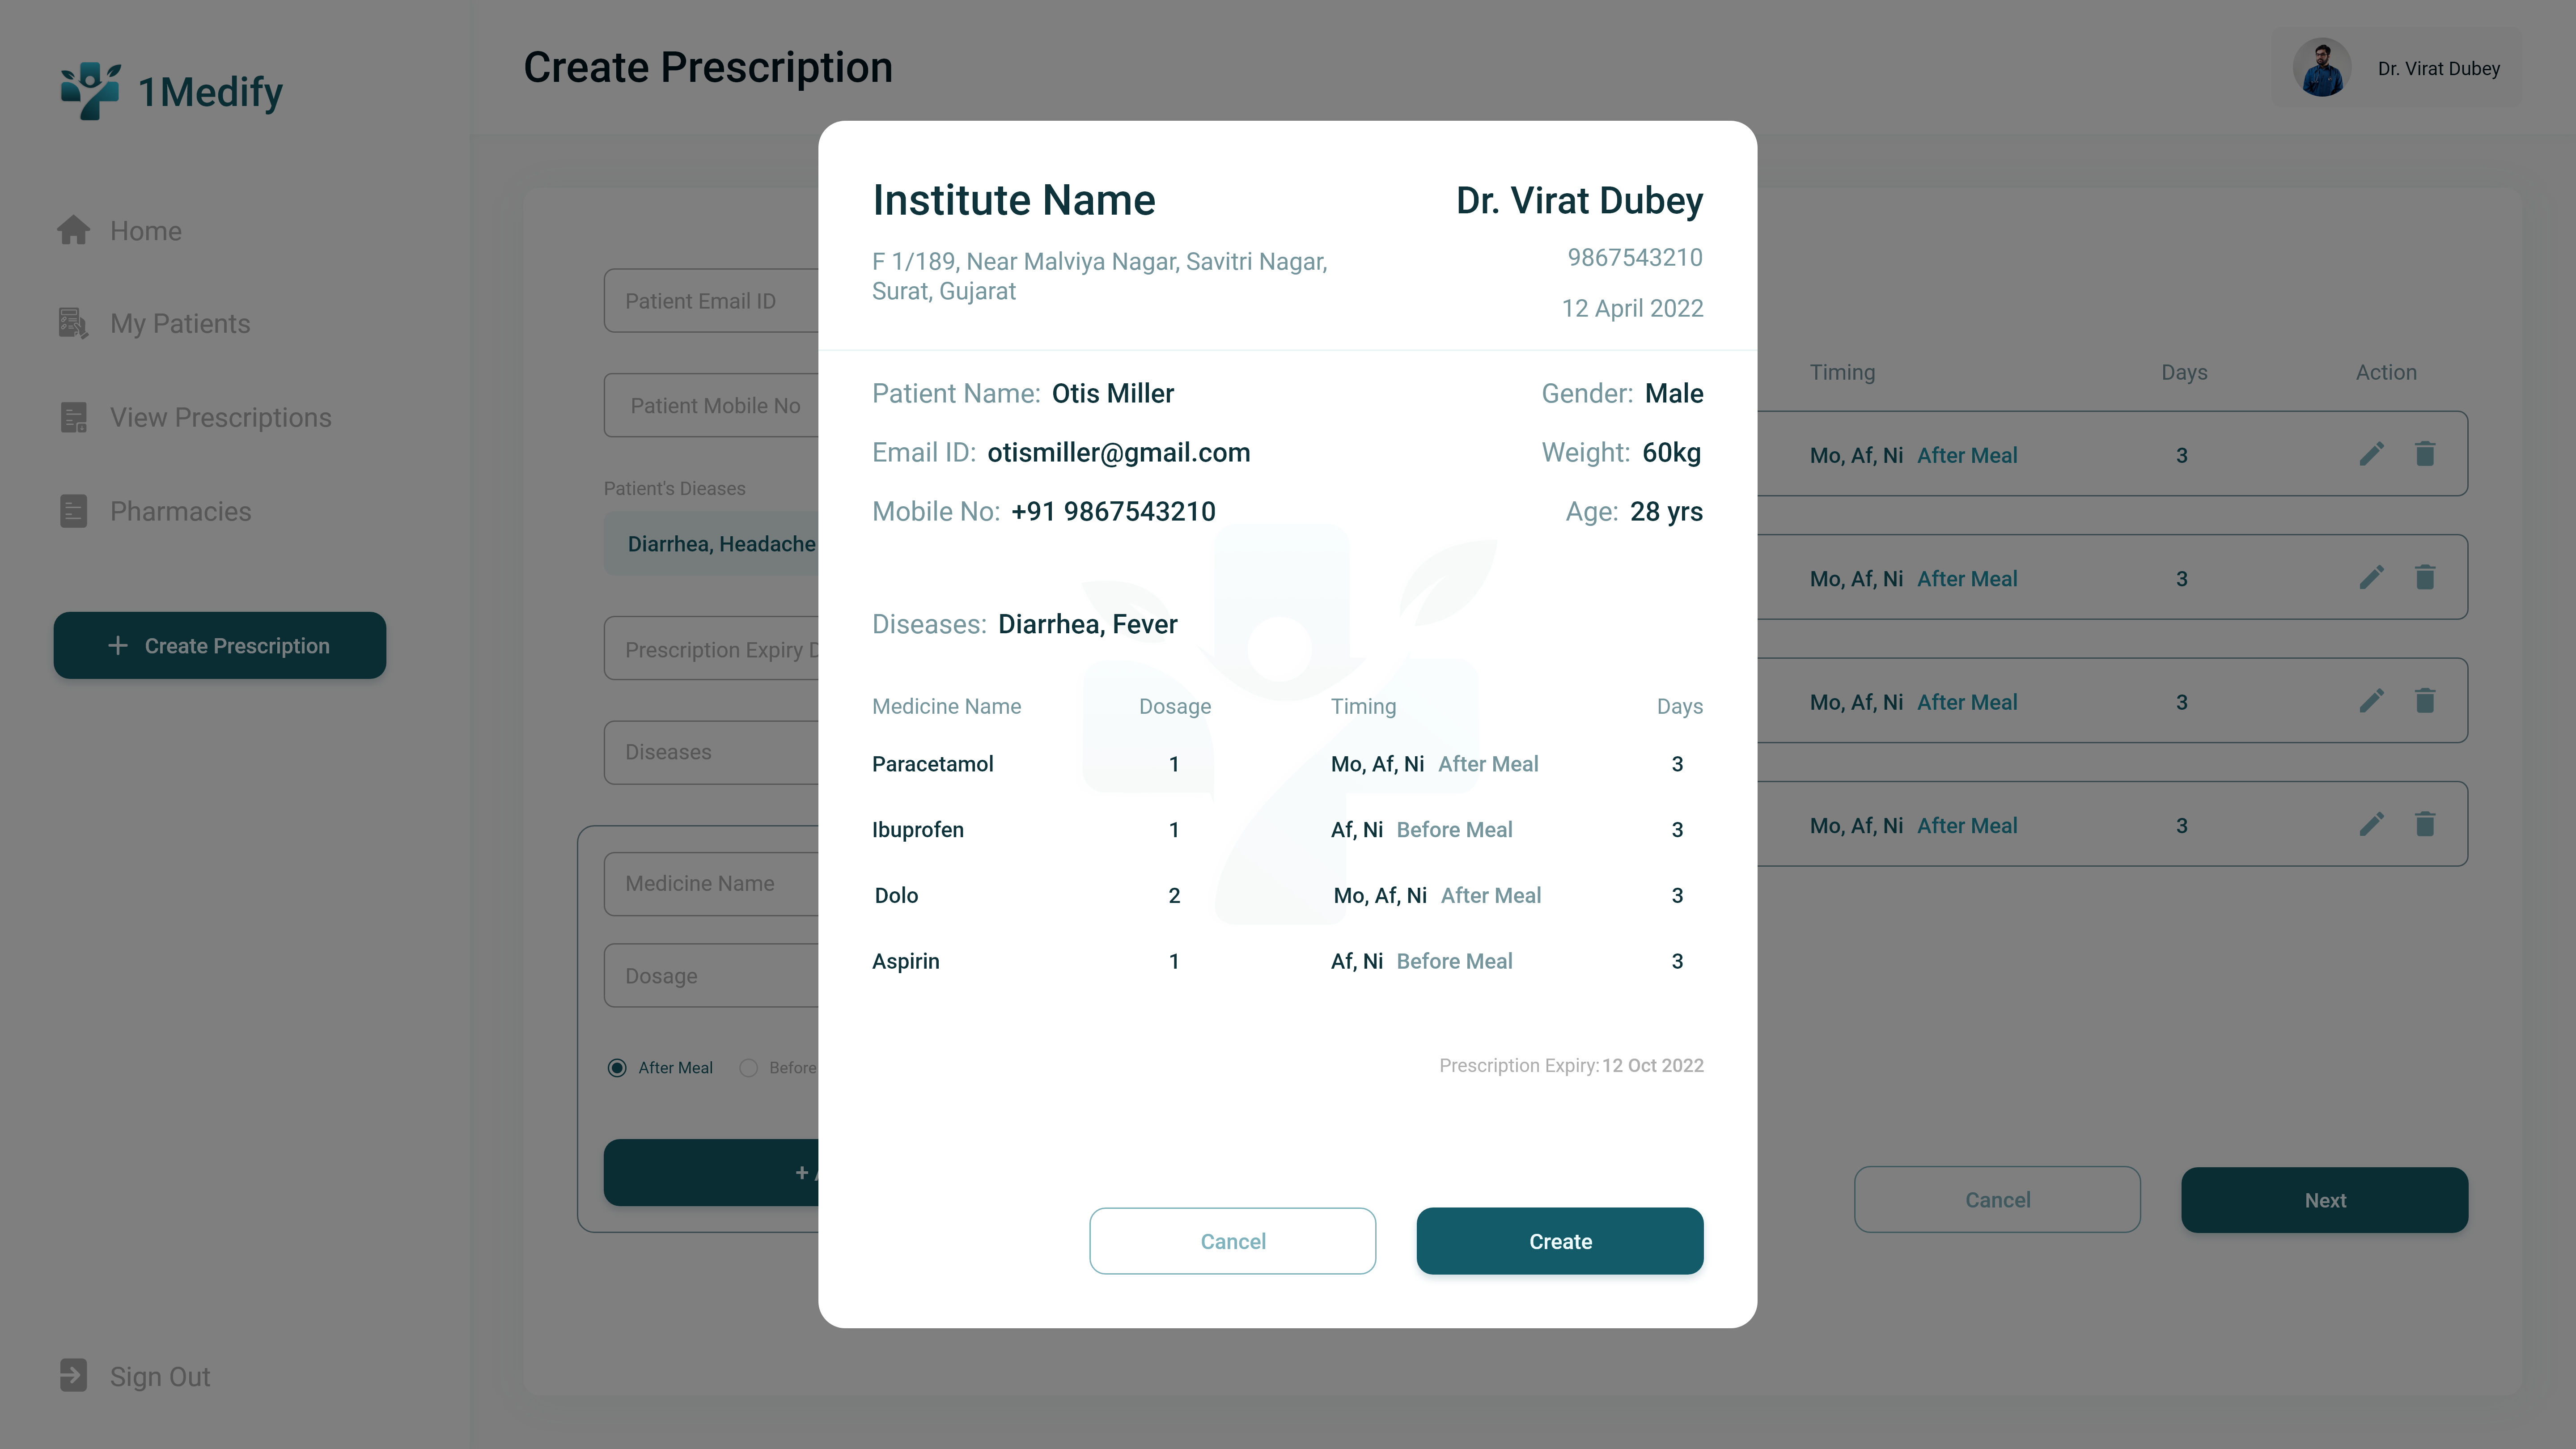 1Medify
Home
My Patients
View Prescriptions
Pharmacies
+ Create Prescription
Sign Out
Create Prescription
Dr. Virat Dubey
Patient Email ID
Patient Mobile No
Patient's Dieases
Diarrhea, Headache
Prescription Expiry D
Diseases
Medicine Name
Dosage
After Meal Before
+
Institute Name
F 1/189, Near Malviya Nagar, Savitri Nagar,
Surat, Gujarat
Dr. Virat Dubey
9867543210
12 April 2022
Patient Name: Otis Miller
Gender: Male
Email ID: otismiller@gmail.com
Weight: 60kg
Mobile No: +91 9867543210
Age: 28 yrs
Diseases: Diarrhea, Fever
Medicine Name Dosage Timing Days
Paracetamol 1 Mo, Af, Ni After Meal 3
Ibuprofen 1 Af, Ni Before Meal 3
Dolo 2 Mo, Af, Ni After Meal 3
Aspirin 1 Af, Ni Before Meal 3
Prescription Expiry: 12 Oct 2022
Cancel Create
Timing Days Action
Mo, Af, Ni After Meal 3
Mo, Af, Ni After Meal 3
Mo, Af, Ni After Meal 3
Mo, Af, Ni After Meal 3
Cancel Next